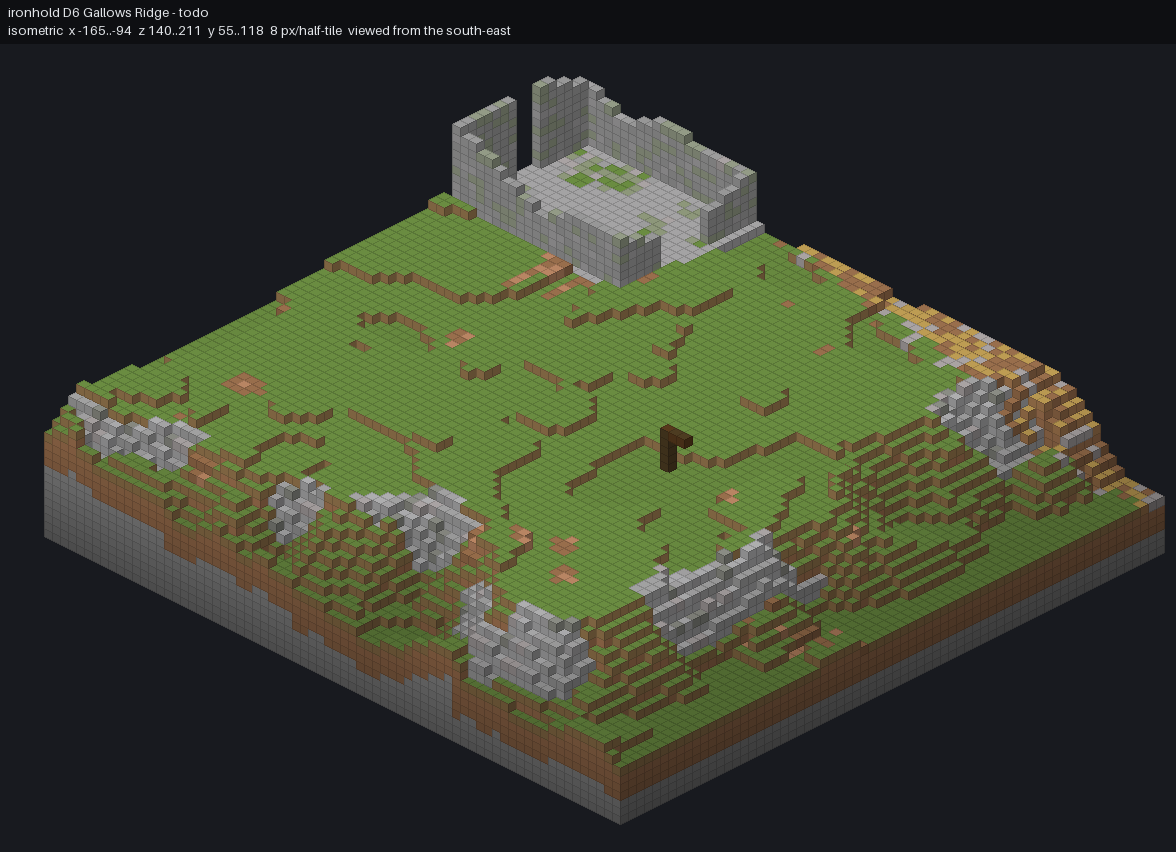 ironhold D6 Gallows Ridge - todo
isometric x -165..-94 z 140..211 y 55..118 8 px/half-tile viewed from the south-east